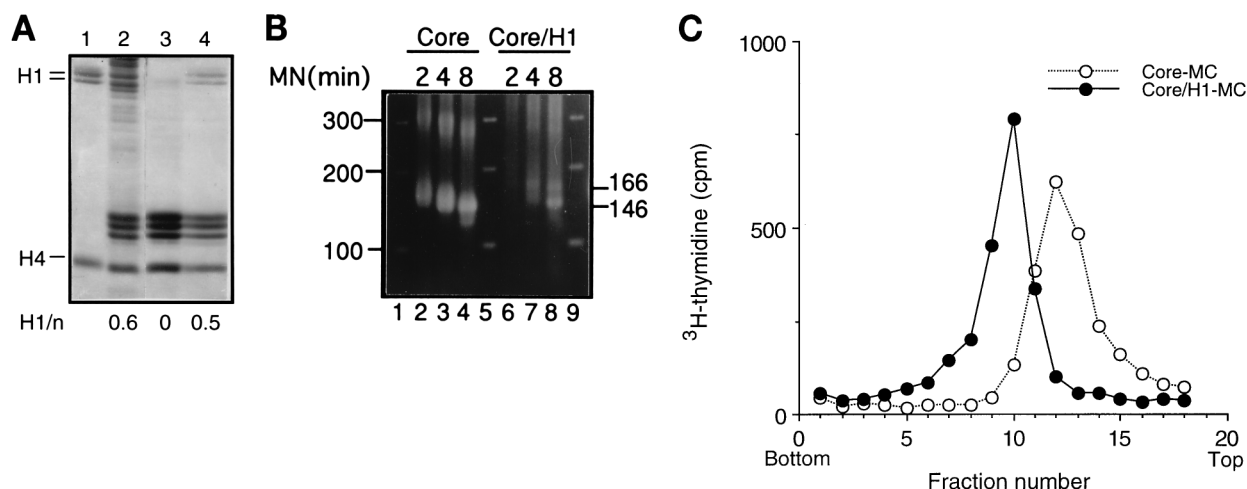 A
1 2 3 4
H1
H4
H1/n 0.6 0 0.5
B
Core Core/H1
MN(min) 2 4 8 2 4 8
300
200
100
166
146
1 2 3 4 5 6 7 8 9
C
1000
500
0
³H-thymidine (cpm)
Core-MC
Core/H1-MC
0 5 10 15 20
Bottom Top
Fraction number